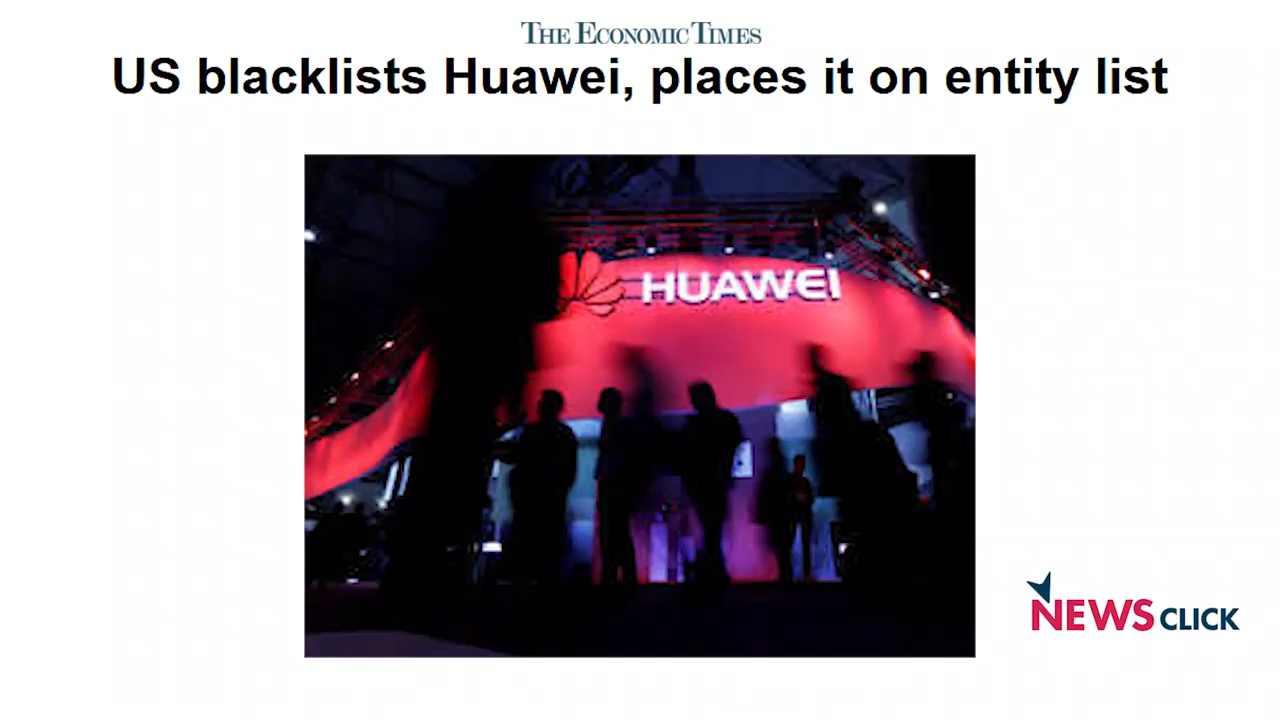 THE ECONOMIC TIMES
US blacklists Huawei, places it on entity list
HUAWEI
NEWSCLICK